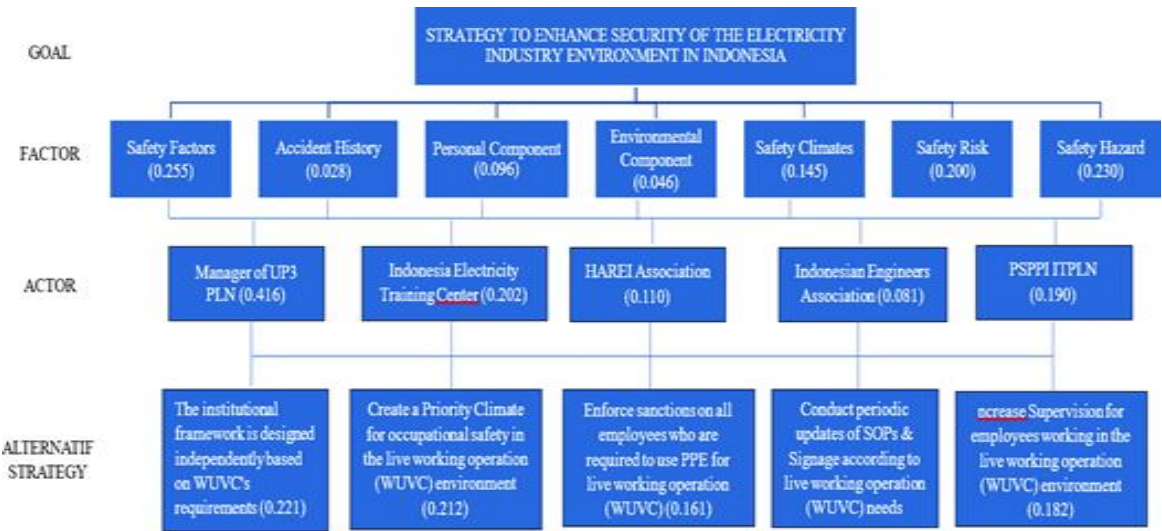 GOAL
STRATEGY TO ENHANCE SECURITY OF THE ELECTRICITY
INDUSTRY ENVIRONMENT IN INDONESIA
FACTOR
Safety Factors
(0.255)
Accident History
(0.028)
Personal Component
(0.096)
Environmental
Component
(0.046)
Safety Climates
(0.145)
Safety Risk
(0.200)
Safety Hazard
(0.230)
ACTOR
Manager of UP3
PLN (0.416)
Indonesia Electricity
Training Center (0.202)
HAREI Association
(0.110)
Indonesian Engineers
Association (0.081)
PSPPI ITPLN
(0.190)
ALTERNATIF
STRATEGY
The institutional
framework is designed
independently based
on WUVC's
requirements (0.221)
Create a Priority Climate
for occupational safety in
the live working operation
(WUVC) environment
(0.212)
Enforce sanctions on all
employees who are
required to use PPE for
live working operation
(WUVC) (0.161)
Conduct periodic
updates of SOPs &
Signage according to
live working operation
(WUVC) needs
ncrease Supervision for
employees working in the
live working operation
(WUVC) environment
(0.182)